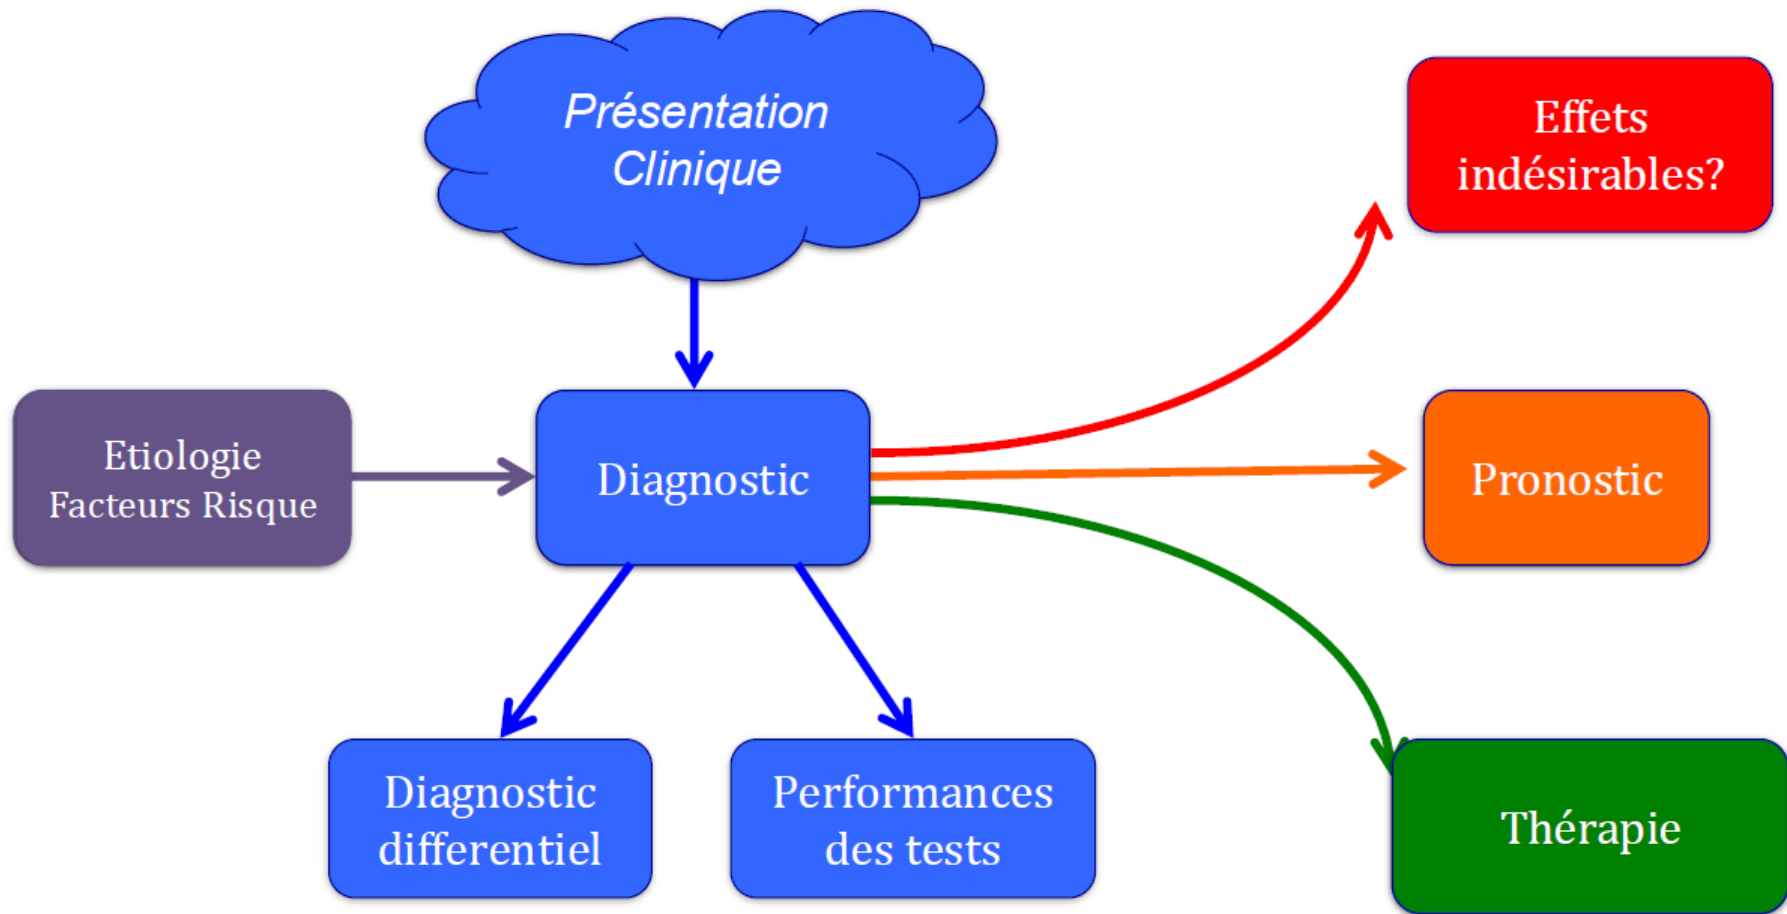 Présentation
Clinique
Effets
indésirables?
Etiologie
Facteurs Risque
Diagnostic
Pronostic
Diagnostic
differentiel
Performances
des tests
Thérapie